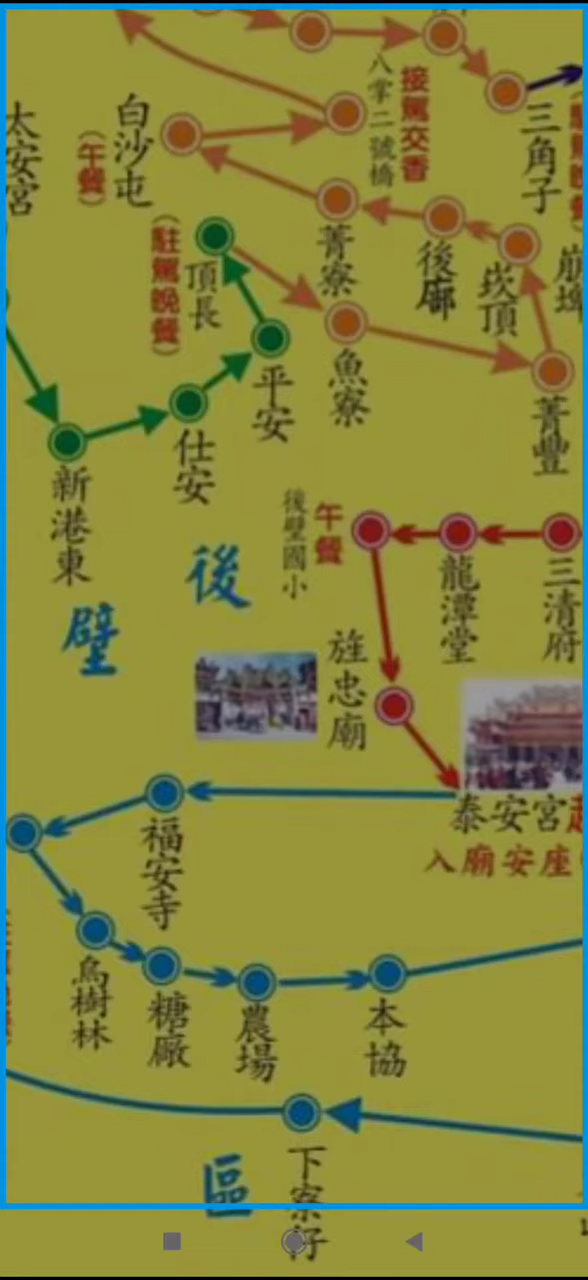 八掌二號橋
接駕交香
三角子
太安宮
白沙屯
(午餐)
菁寮
後廍
崁頂
頂長
(駐駕晚餐)
平安
魚寮
菁豐
仕安
新港東
後壁國小
午餐
龍潭堂
三清府
後
壁
旌忠廟
泰安宮
入廟安座
福安寺
烏樹林
糖廠
農場
本協
下寮仔
區